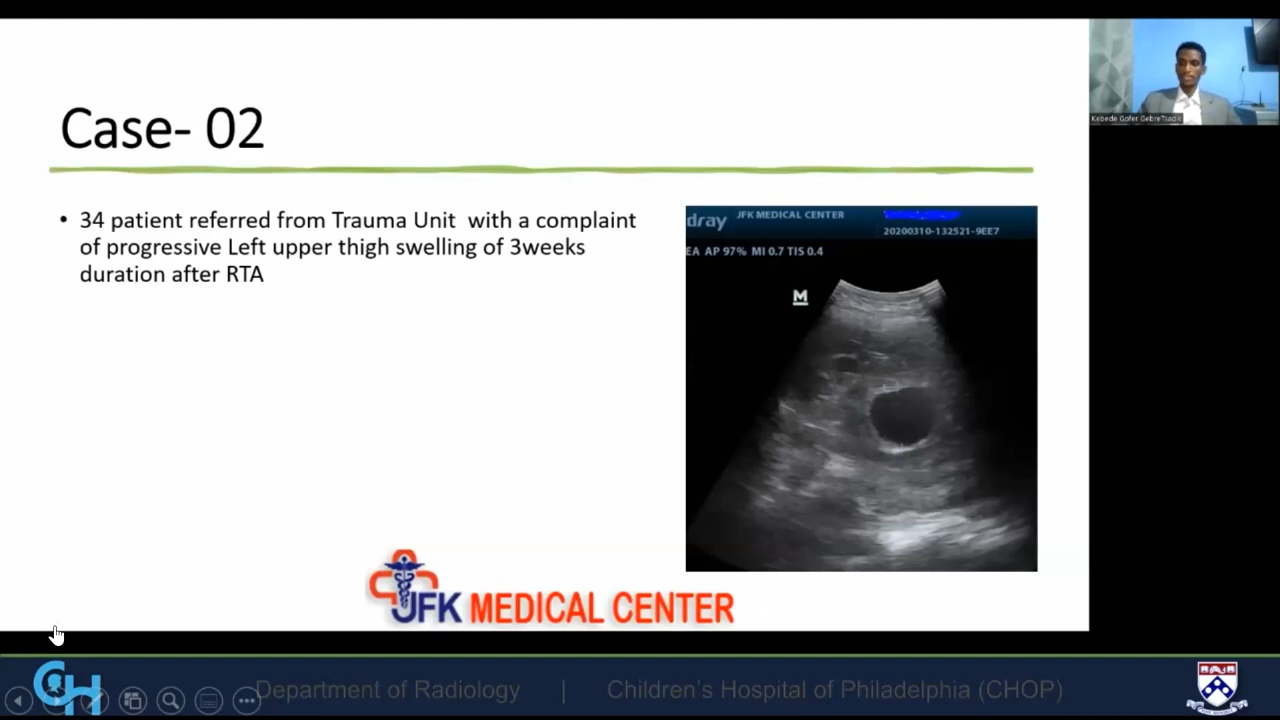 Case- 02
• 34 patient referred from Trauma Unit with a complaint
of progressive Left upper thigh swelling of 3weeks
duration after RTA
dray
JFK MEDICAL CENTER
20200310-132521-9EE7
EA AP 97% MI 0.7 TIS 0.4
M
JFK MEDICAL CENTER
Kebede Gofer GebreTsadik
CH
Department of Radiology | Children's Hospital of Philadelphia (CHOP)